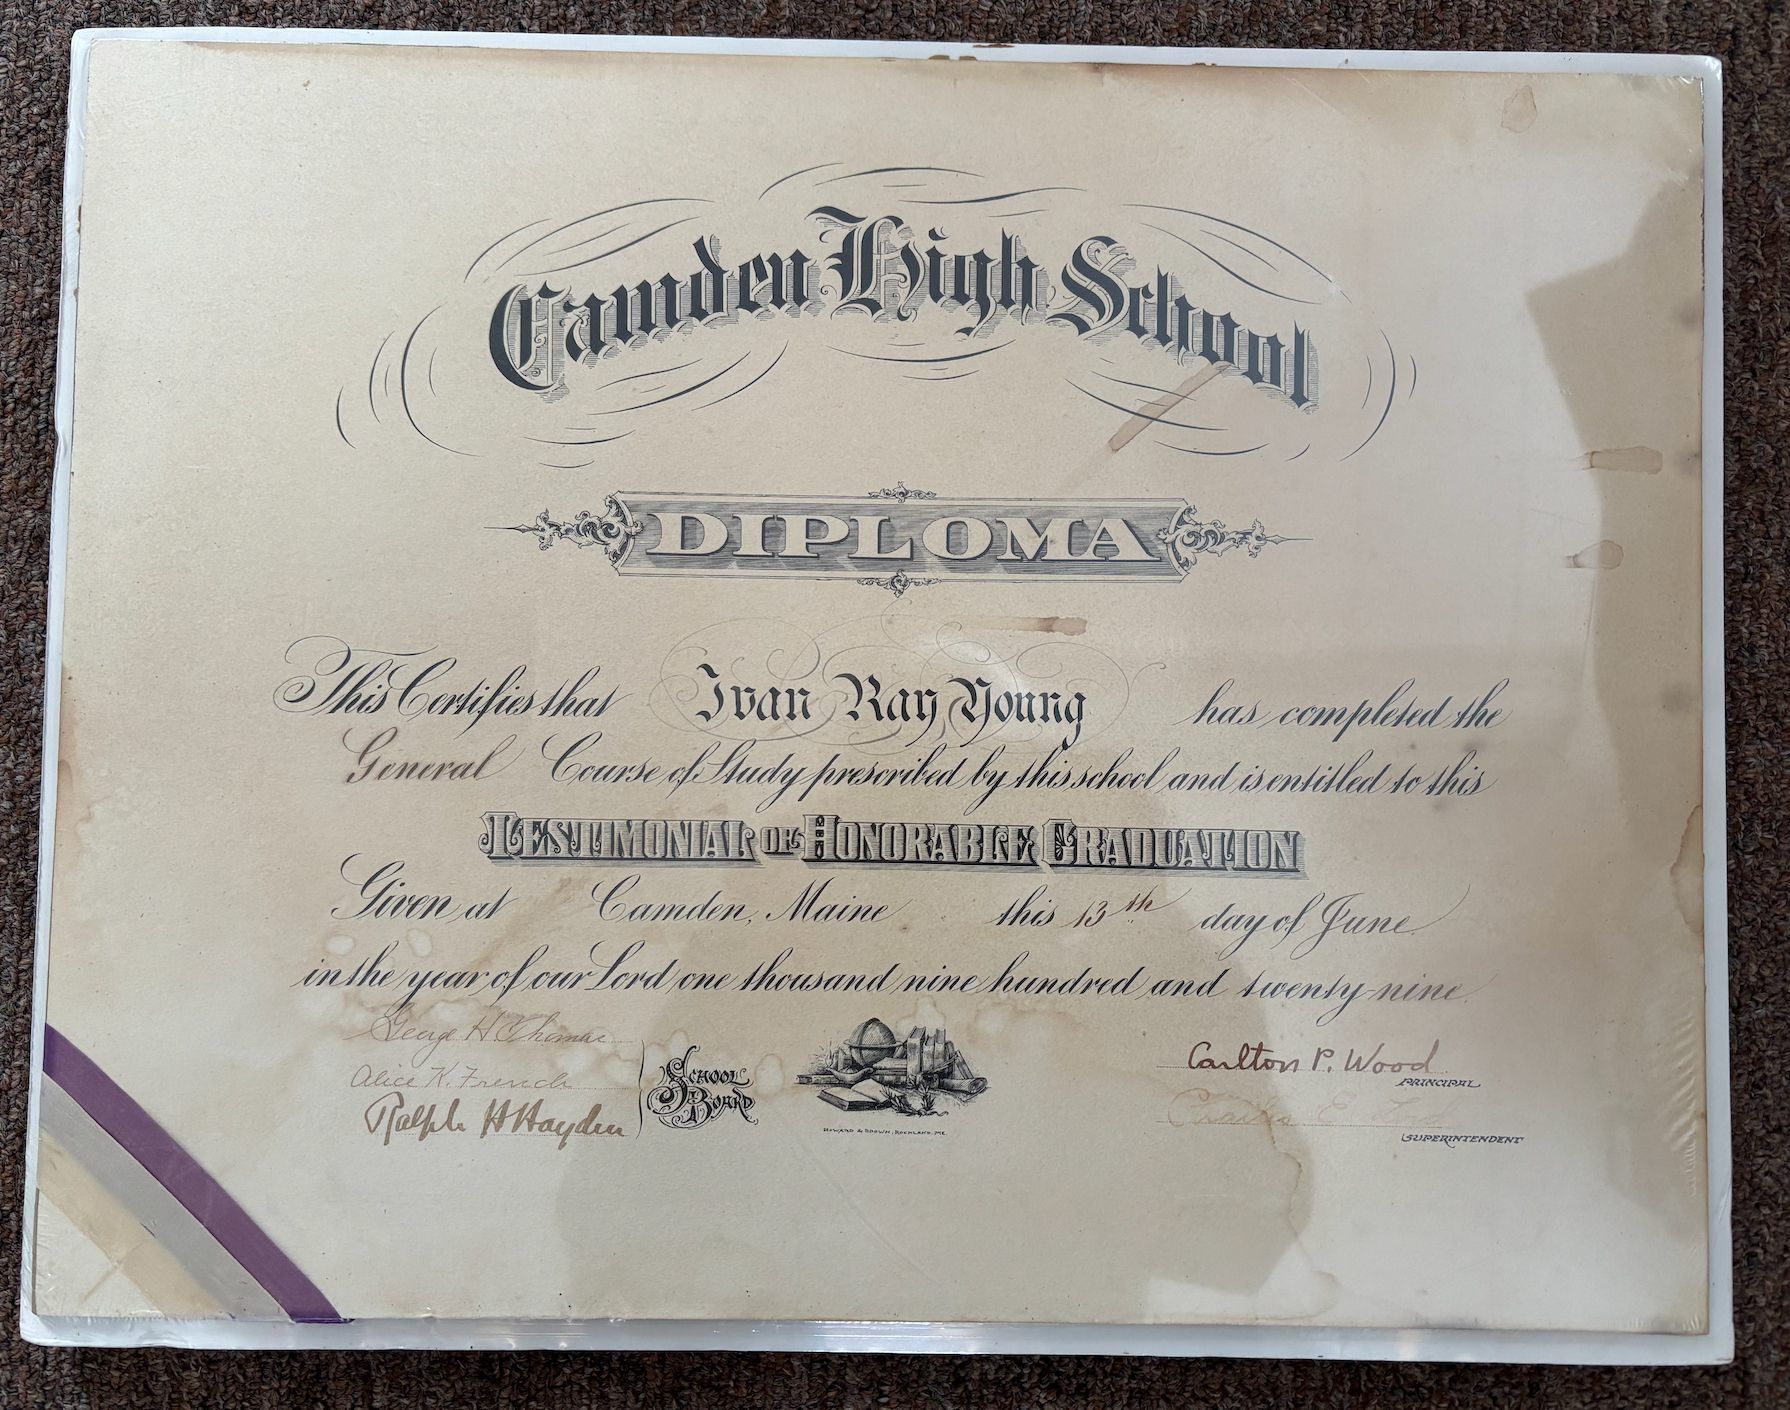 Camden High School
DIPLOMA
This Certifies that Ivan Ray Young has completed the
General Course of Study prescribed by this school and is entitled to this
TESTIMONIAL OF HONORABLE GRADUATION
Given at Camden, Maine this 13th day of June
in the year of our Lord one thousand nine hundred and twenty-nine.
George H Thomas
Alice K. French
Ralph H Hayden
SCHOOL BOARD
HOWARD & BROWN, ROCKLAND, ME.
Carlton P. Wood
PRINCIPAL
Charles E.
SUPERINTENDENT